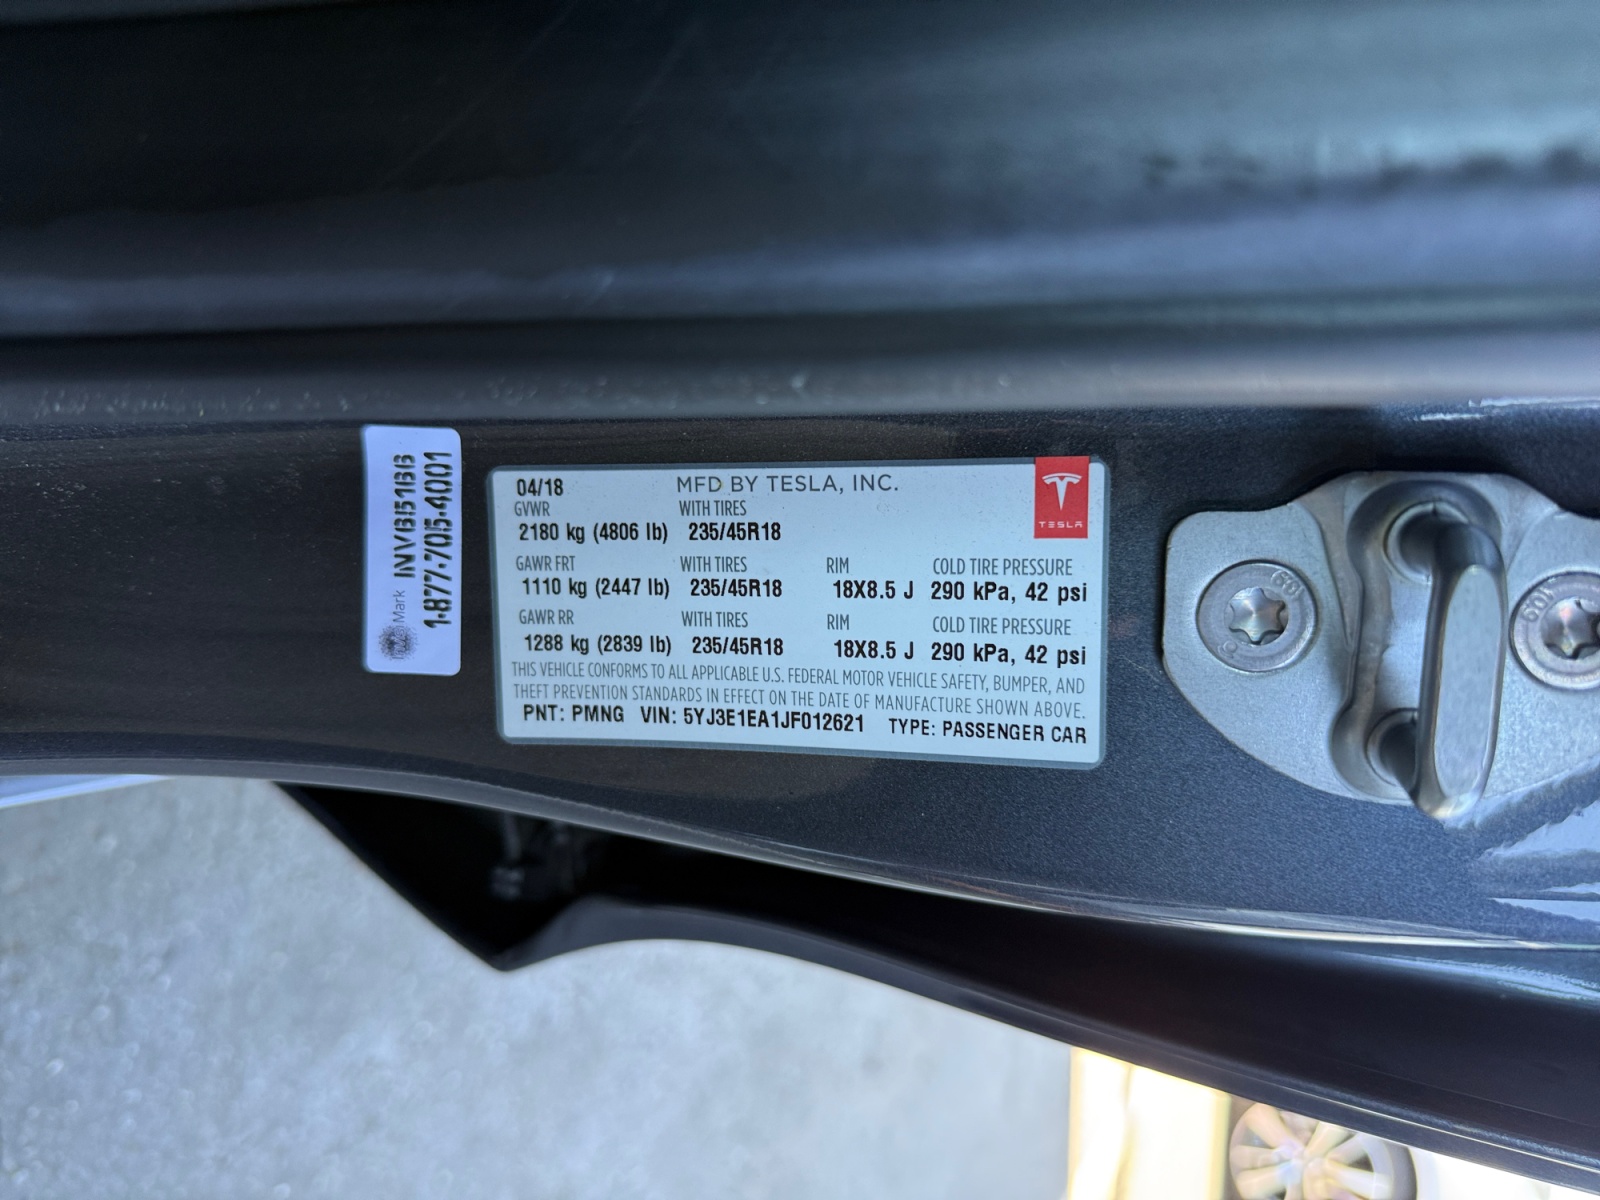 INV6151BB
Mark
1-877-705-4001
04/18 MFD BY TESLA, INC.
TESLA
GVWR WITH TIRES
2180 kg (4806 lb) 235/45R18
GAWR FRT WITH TIRES RIM COLD TIRE PRESSURE
1110 kg (2447 lb) 235/45R18 18X8.5 J 290 kPa, 42 psi
GAWR RR WITH TIRES RIM COLD TIRE PRESSURE
1288 kg (2839 lb) 235/45R18 18X8.5 J 290 kPa, 42 psi
THIS VEHICLE CONFORMS TO ALL APPLICABLE U.S. FEDERAL MOTOR VEHICLE SAFETY, BUMPER, AND
THEFT PREVENTION STANDARDS IN EFFECT ON THE DATE OF MANUFACTURE SHOWN ABOVE.
PNT: PMNG VIN: 5YJ3E1EA1JF012621 TYPE: PASSENGER CAR